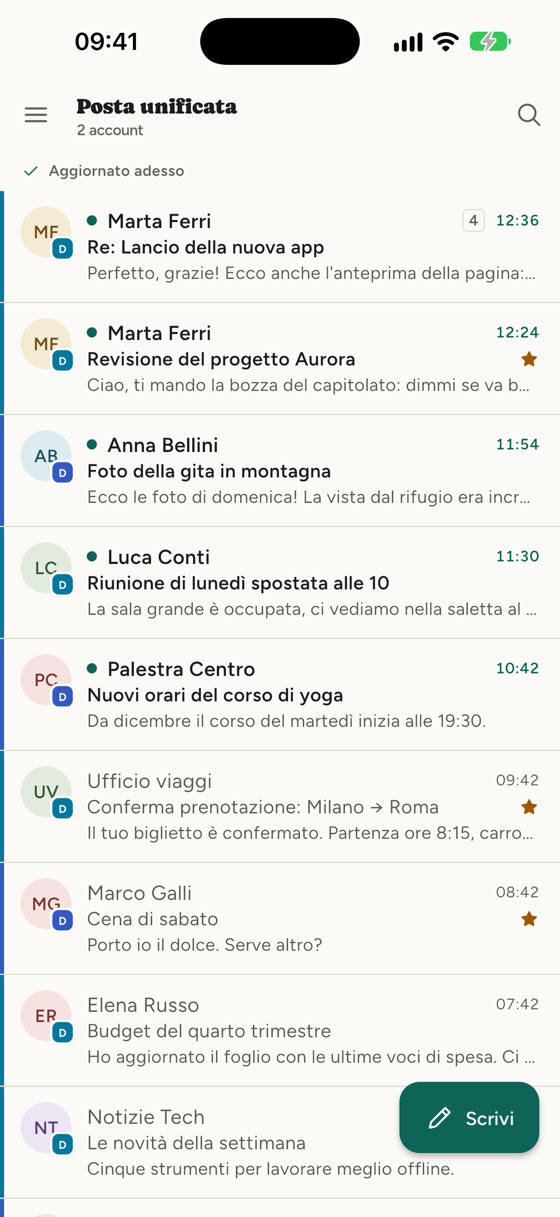 09:41
Posta unificata
2 account
Aggiornato adesso
MF D Marta Ferri 4 12:36
Re: Lancio della nuova app
Perfetto, grazie! Ecco anche l'anteprima della pagina:...
MF D Marta Ferri 12:24
Revisione del progetto Aurora
Ciao, ti mando la bozza del capitolato: dimmi se va b...
AB D Anna Bellini 11:54
Foto della gita in montagna
Ecco le foto di domenica! La vista dal rifugio era incr...
LC D Luca Conti 11:30
Riunione di lunedì spostata alle 10
La sala grande è occupata, ci vediamo nella saletta al ...
PC D Palestra Centro 10:42
Nuovi orari del corso di yoga
Da dicembre il corso del martedì inizia alle 19:30.
UV D Ufficio viaggi 09:42
Conferma prenotazione: Milano → Roma
Il tuo biglietto è confermato. Partenza ore 8:15, carro...
MG D Marco Galli 08:42
Cena di sabato
Porto io il dolce. Serve altro?
ER D Elena Russo 07:42
Budget del quarto trimestre
Ho aggiornato il foglio con le ultime voci di spesa. Ci ...
NT D Notizie Tech
Le novità della settimana
Cinque strumenti per lavorare meglio offline.
Scrivi